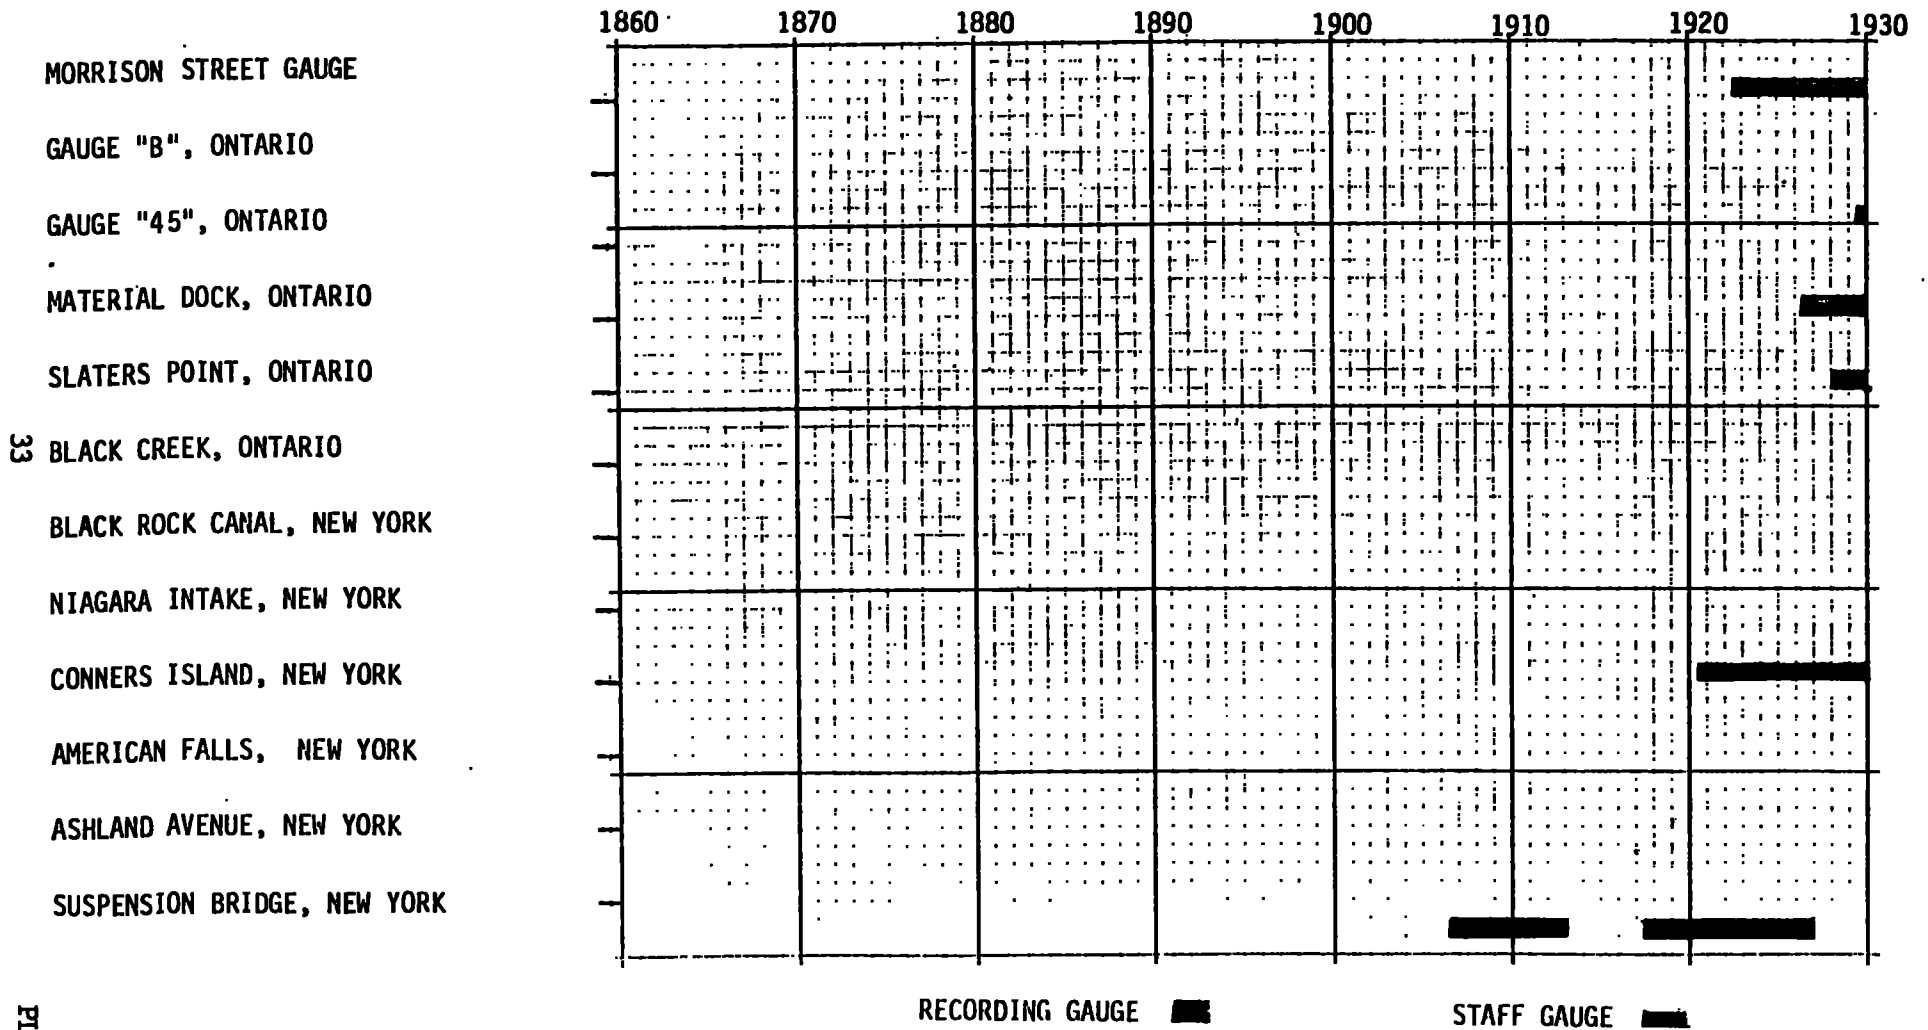 1860 1870 1880 1890 1900 1910 1920 1930
MORRISON STREET GAUGE
GAUGE "B", ONTARIO
GAUGE "45", ONTARIO
MATERIAL DOCK, ONTARIO
SLATERS POINT, ONTARIO
33
BLACK CREEK, ONTARIO
BLACK ROCK CANAL, NEW YORK
NIAGARA INTAKE, NEW YORK
CONNERS ISLAND, NEW YORK
AMERICAN FALLS, NEW YORK
ASHLAND AVENUE, NEW YORK
SUSPENSION BRIDGE, NEW YORK
RECORDING GAUGE STAFF GAUGE